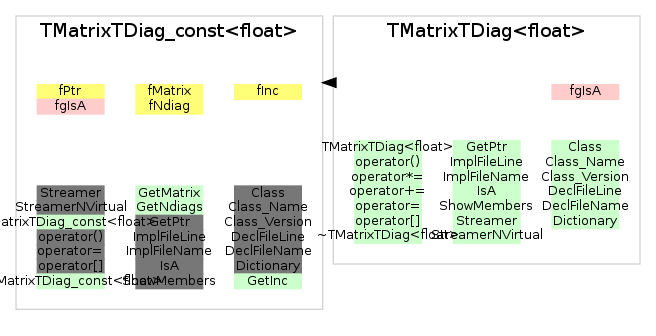 TMatrixTDiag_const<float>
fPtr fMatrix fInc
fgIsA fNdiag
Streamer Class
StreamerNVirtual GetMatrix Class_Name
atrixTDiag_const<float> GetNdiags Class_Version
operator() GetPtr DeclFileLine
operator= ImplFileLine DeclFileName
operator[] ImplFileName Dictionary
MatrixTDiag_const<float> IsA GetInc
ShowMembers
TMatrixTDiag<float>
fgIsA
TMatrixTDiag<float> GetPtr Class
operator() ImplFileLine Class_Name
operator*= ImplFileName Class_Version
operator+= IsA DeclFileLine
operator= ShowMembers DeclFileName
operator[] Streamer Dictionary
~TMatrixTDiag<float> StreamerNVirtual